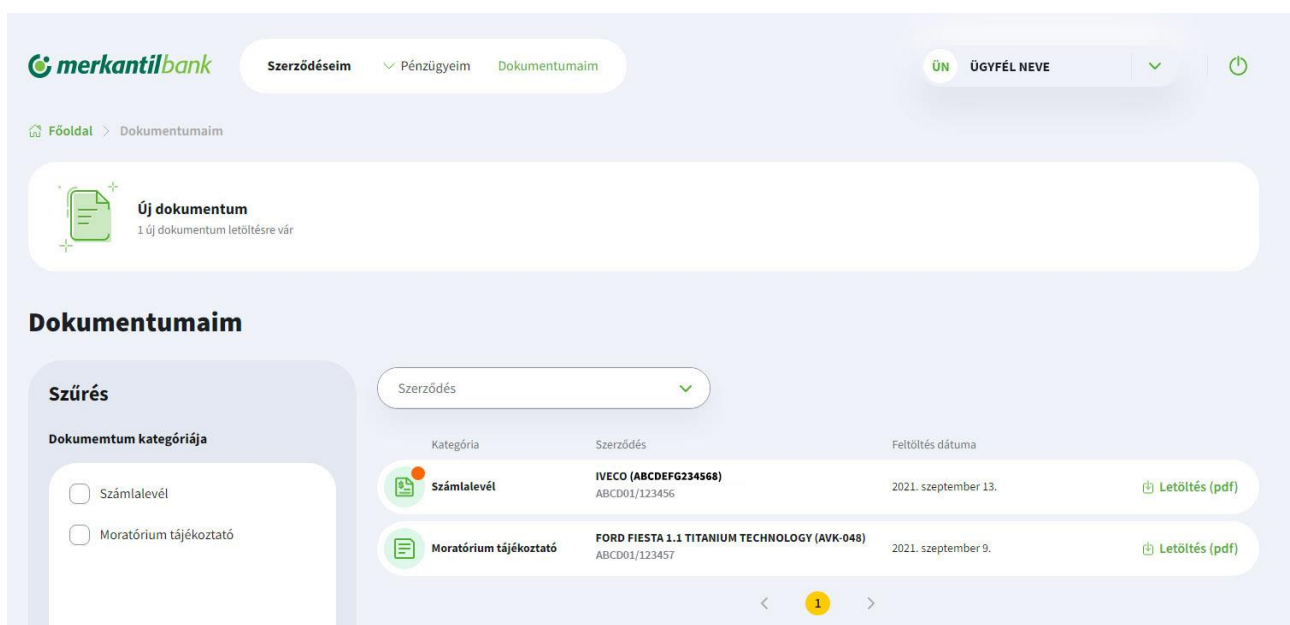 merkantilbank
Szerződéseim Pénzügyeim Dokumentumaim
ÜN ÜGYFÉL NEVE
Főoldal > Dokumentumaim
Új dokumentum
1 új dokumentum letöltésre vár
Dokumentumaim
Szűrés
Dokumemtum kategóriája
Számlalevél
Moratórium tájékoztató
Szerződés
Kategória Szerződés Feltöltés dátuma
Számlalevél IVECO (ABCDEFG234568) 2021. szeptember 13. Letöltés (pdf)
ABCD01/123456
Moratórium tájékoztató FORD FIESTA 1.1 TITANIUM TECHNOLOGY (AVK-048) 2021. szeptember 9. Letöltés (pdf)
ABCD01/123457
< 1 >